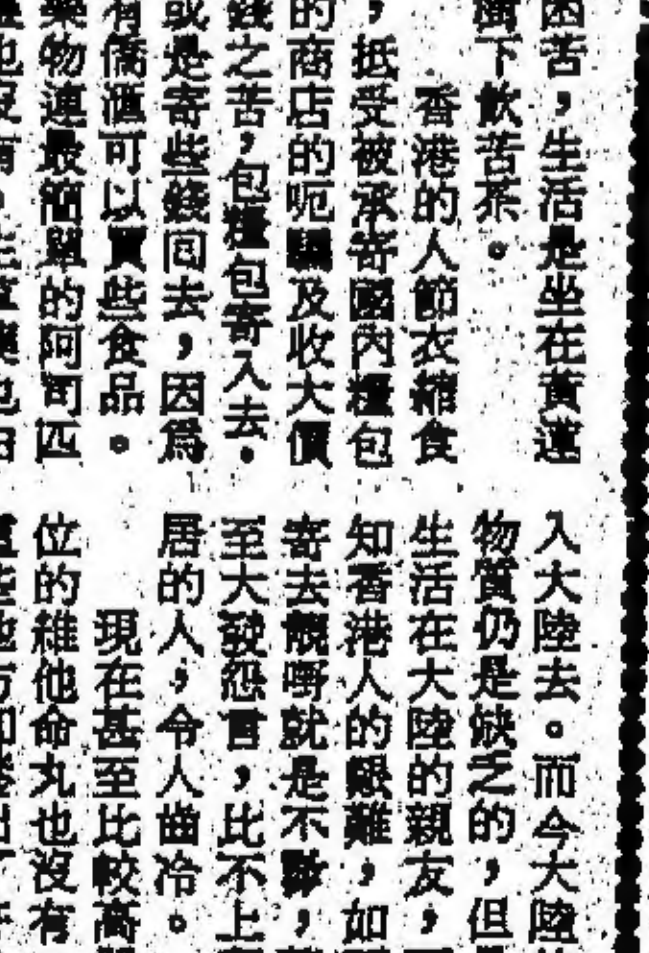 困苦，生活是坐在黃蓮
樹下飲苦茶。
香港的人節衣縮食
，抵受被承寄國內糧包
的商店的呃騙及收大價
錢之苦，包糧包寄入去，
或是寄些錢囘去，因爲
有僑滙可以買些食品。
藥物連最簡單的阿司匹
入大陸去。而今大陸
物質仍是缺乏的，但
生活在大陸的親友，
知香港人的艱難，如
寄去嘅嘢就是不夠，
至大發怨言，比不上
居的人，令人齒冷。
現在甚至比較高
位的維他命丸也沒有